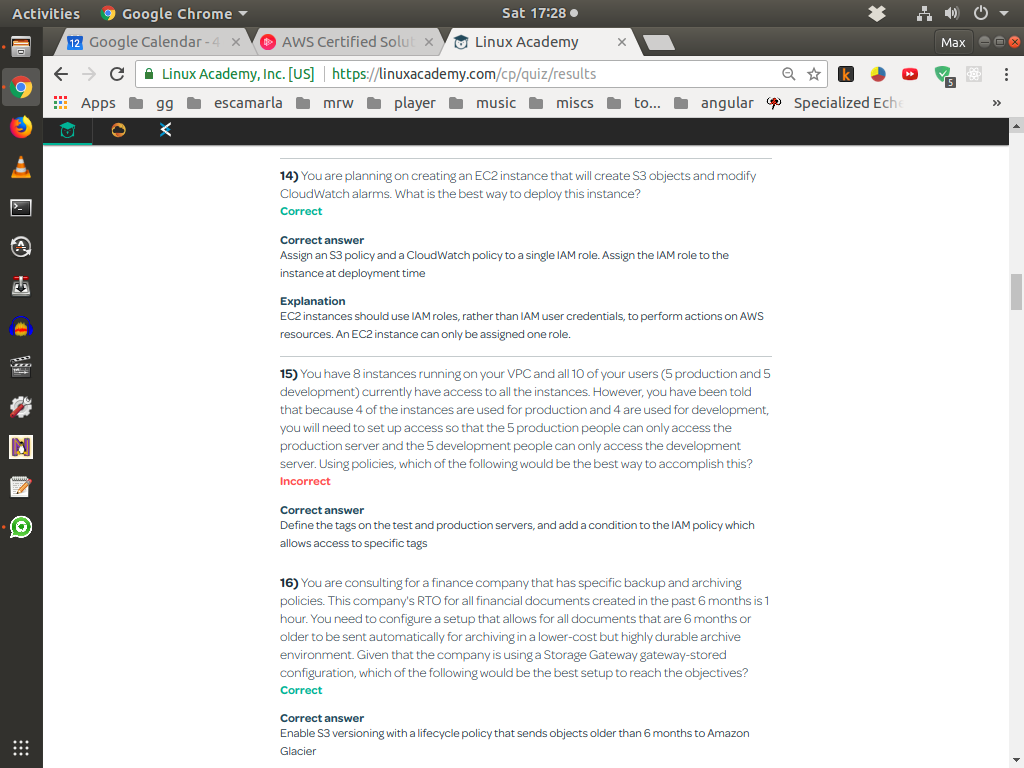 Activities
Google Chrome
Sat 17:28
Google Calendar - 4
AWS Certified Solut
Linux Academy
Max
Linux Academy, Inc. [US]
https://linuxacademy.com/cp/quiz/results
5
Apps
gg
escamarla
mrw
player
music
miscs
to...
angular
Specialized Eche
»
14) You are planning on creating an EC2 instance that will create S3 objects and modify
CloudWatch alarms. What is the best way to deploy this instance?
Correct
Correct answer
Assign an S3 policy and a CloudWatch policy to a single IAM role. Assign the IAM role to the
instance at deployment time
Explanation
EC2 instances should use IAM roles, rather than IAM user credentials, to perform actions on AWS
resources. An EC2 instance can only be assigned one role.
15) You have 8 instances running on your VPC and all 10 of your users (5 production and 5
development) currently have access to all the instances. However, you have been told
that because 4 of the instances are used for production and 4 are used for development,
you will need to set up access so that the 5 production people can only access the
production server and the 5 development people can only access the development
server. Using policies, which of the following would be the best way to accomplish this?
Incorrect
Correct answer
Define the tags on the test and production servers, and add a condition to the IAM policy which
allows access to specific tags
16) You are consulting for a finance company that has specific backup and archiving
policies. This company's RTO for all financial documents created in the past 6 months is 1
hour. You need to configure a setup that allows for all documents that are 6 months or
older to be sent automatically for archiving in a lower-cost but highly durable archive
environment. Given that the company is using a Storage Gateway gateway-stored
configuration, which of the following would be the best setup to reach the objectives?
Correct
Correct answer
Enable S3 versioning with a lifecycle policy that sends objects older than 6 months to Amazon
Glacier